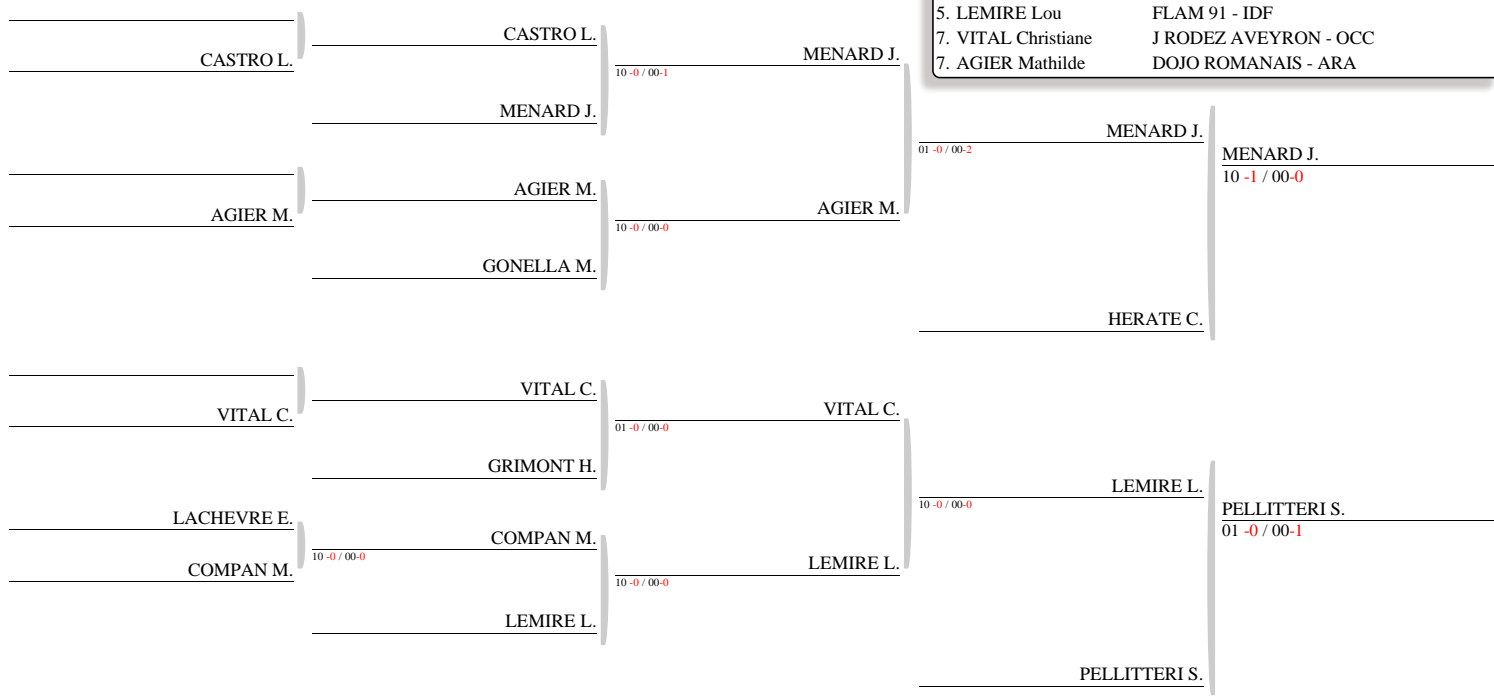 5. LEMIRE Lou FLAM 91 - IDF
7. VITAL Christiane J RODEZ AVEYRON - OCC
7. AGIER Mathilde DOJO ROMANAIS - ARA
CASTRO L.
AGIER M.
VITAL C.
LACHEVRE E.
COMPAN M.
CASTRO L.
MENARD J.
AGIER M.
GONELLA M.
VITAL C.
GRIMONT H.
COMPAN M.
10 -0 / 00-0
LEMIRE L.
MENARD J.
10 -0 / 00-1
AGIER M.
10 -0 / 00-0
VITAL C.
01 -0 / 00-0
LEMIRE L.
10 -0 / 00-0
MENARD J.
01 -0 / 00-2
HERATE C.
LEMIRE L.
10 -0 / 00-0
PELLITTERI S.
MENARD J.
10 -1 / 00-0
PELLITTERI S.
01 -0 / 00-1